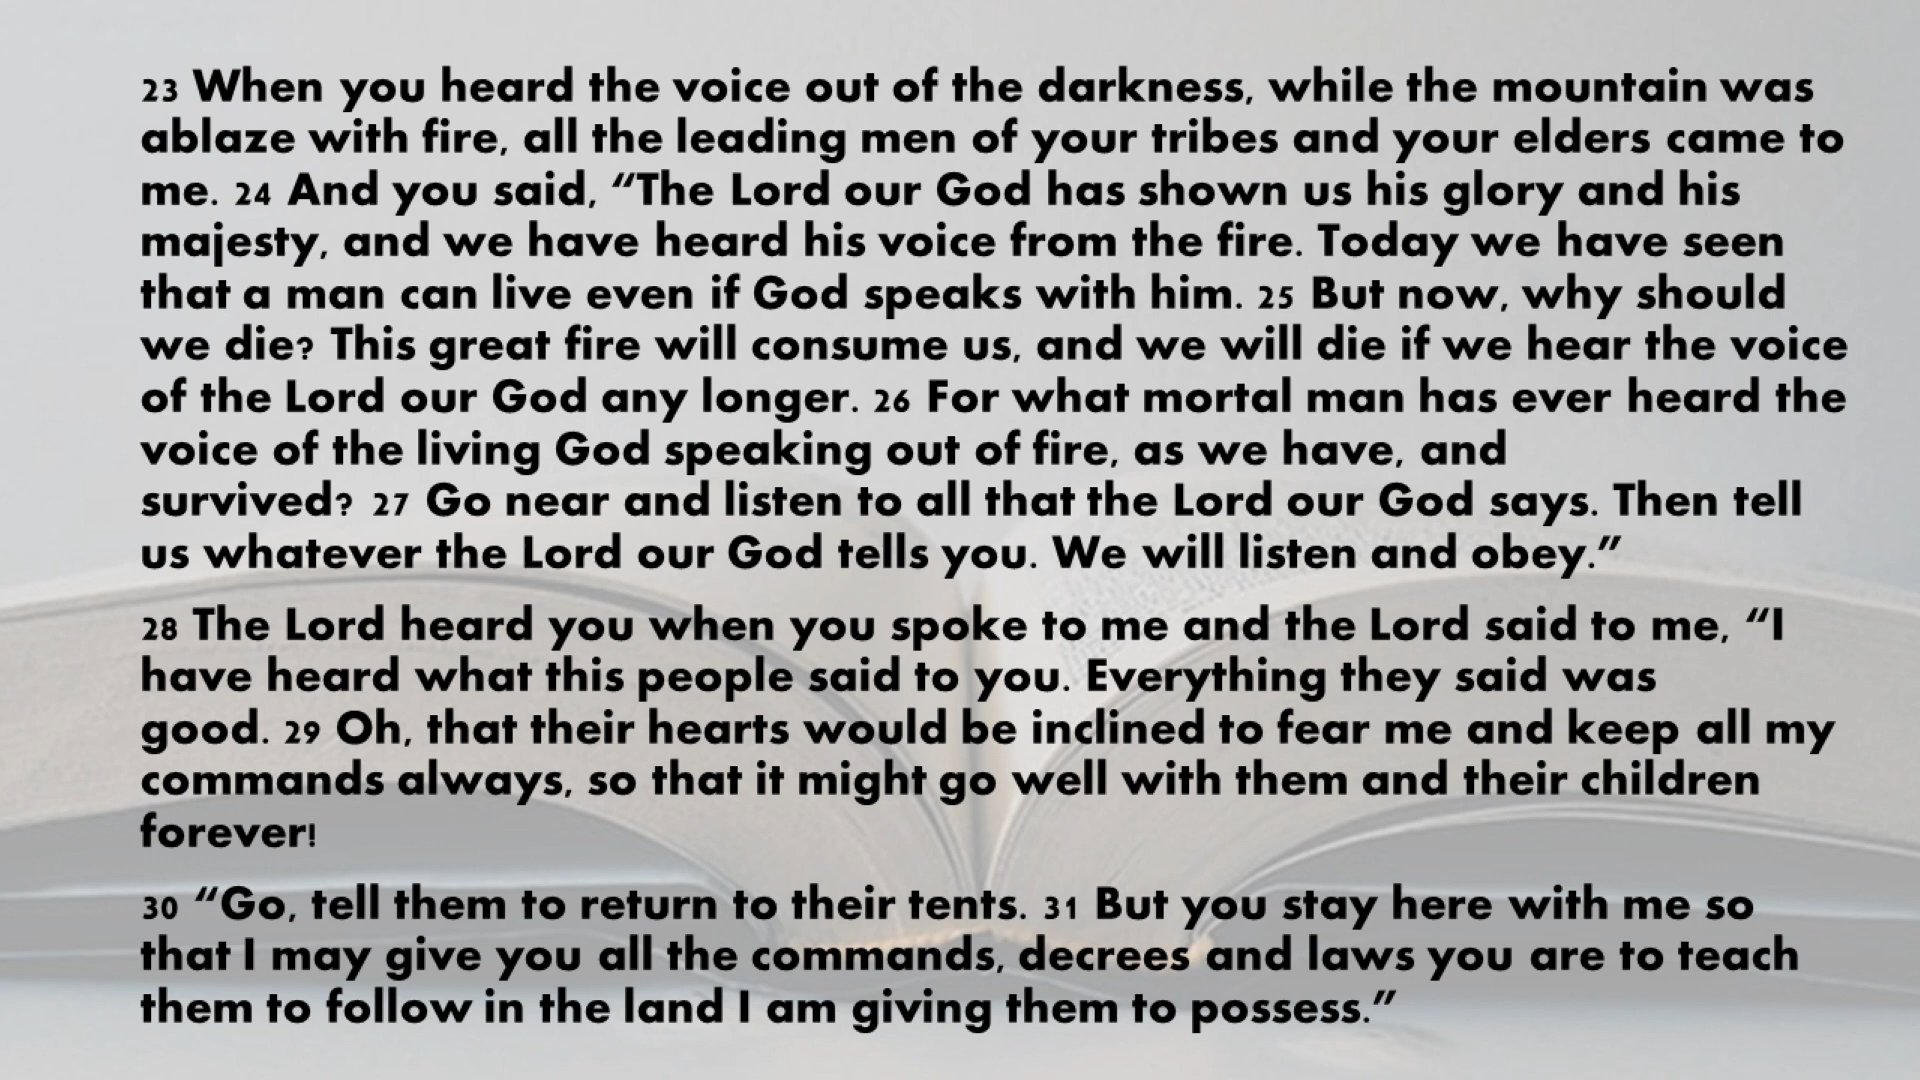 23 When you heard the voice out of the darkness, while the mountain was
ablaze with fire, all the leading men of your tribes and your elders came to
me. 24 And you said, “The Lord our God has shown us his glory and his
majesty, and we have heard his voice from the fire. Today we have seen
that a man can live even if God speaks with him. 25 But now, why should
we die? This great fire will consume us, and we will die if we hear the voice
of the Lord our God any longer. 26 For what mortal man has ever heard the
voice of the living God speaking out of fire, as we have, and
survived? 27 Go near and listen to all that the Lord our God says. Then tell
us whatever the Lord our God tells you. We will listen and obey.”
28 The Lord heard you when you spoke to me and the Lord said to me, “I
have heard what this people said to you. Everything they said was
good. 29 Oh, that their hearts would be inclined to fear me and keep all my
commands always, so that it might go well with them and their children
forever!
30 “Go, tell them to return to their tents. 31 But you stay here with me so
that I may give you all the commands, decrees and laws you are to teach
them to follow in the land I am giving them to possess.”